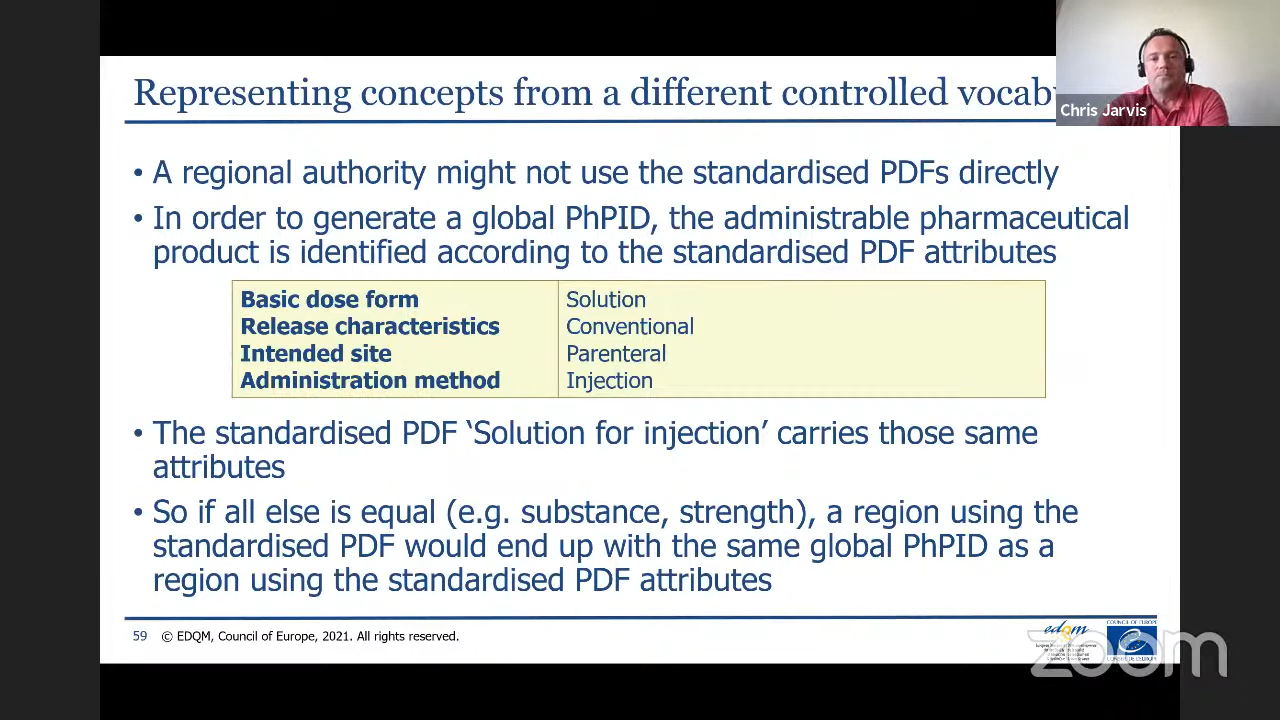 Representing concepts from a different controlled vocabu
Chris Jarvis
• A regional authority might not use the standardised PDFs directly
• In order to generate a global PhPID, the administrable pharmaceutical
product is identified according to the standardised PDF attributes
Basic dose form Solution
Release characteristics Conventional
Intended site Parenteral
Administration method Injection
• The standardised PDF ‘Solution for injection’ carries those same
attributes
• So if all else is equal (e.g. substance, strength), a region using the
standardised PDF would end up with the same global PhPID as a
region using the standardised PDF attributes
59 © EDQM, Council of Europe, 2021. All rights reserved.
edqm
COUNCIL OF EUROPE
zoom